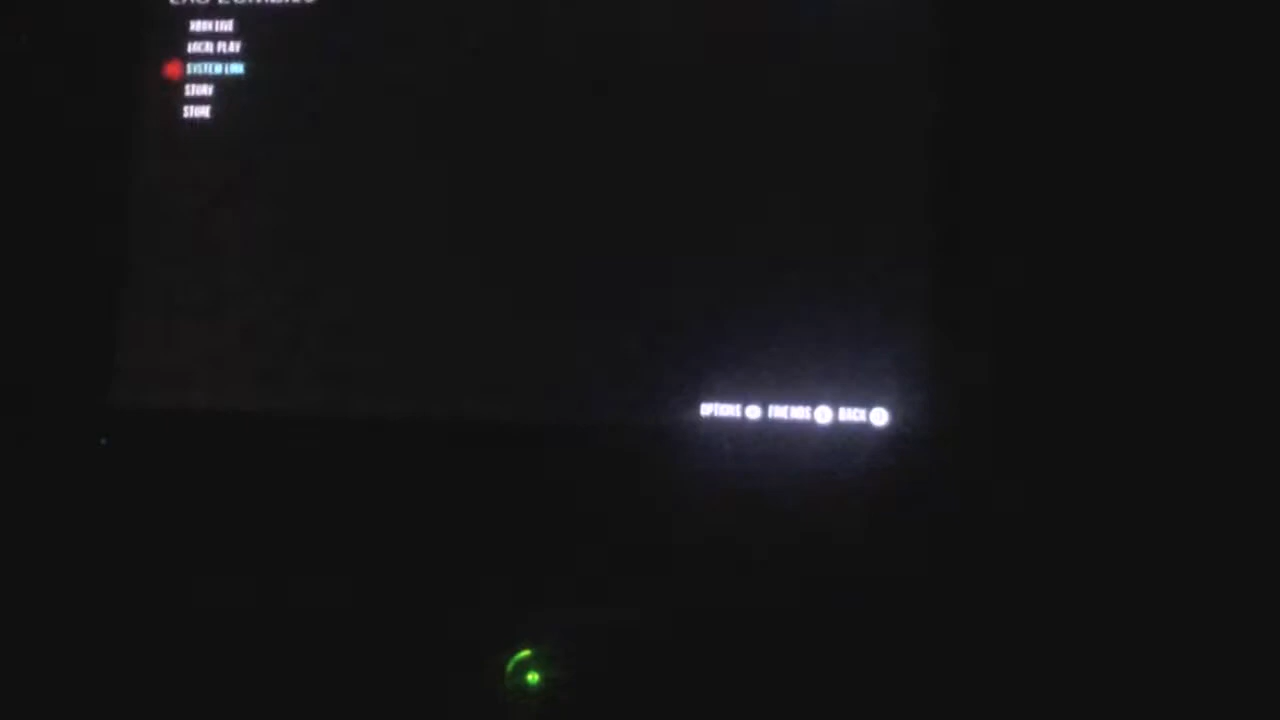 XBOX LIVE
LOCAL PLAY
SYSTEM LINK
STORY
STORE
OPTIONS FRIENDS BACK